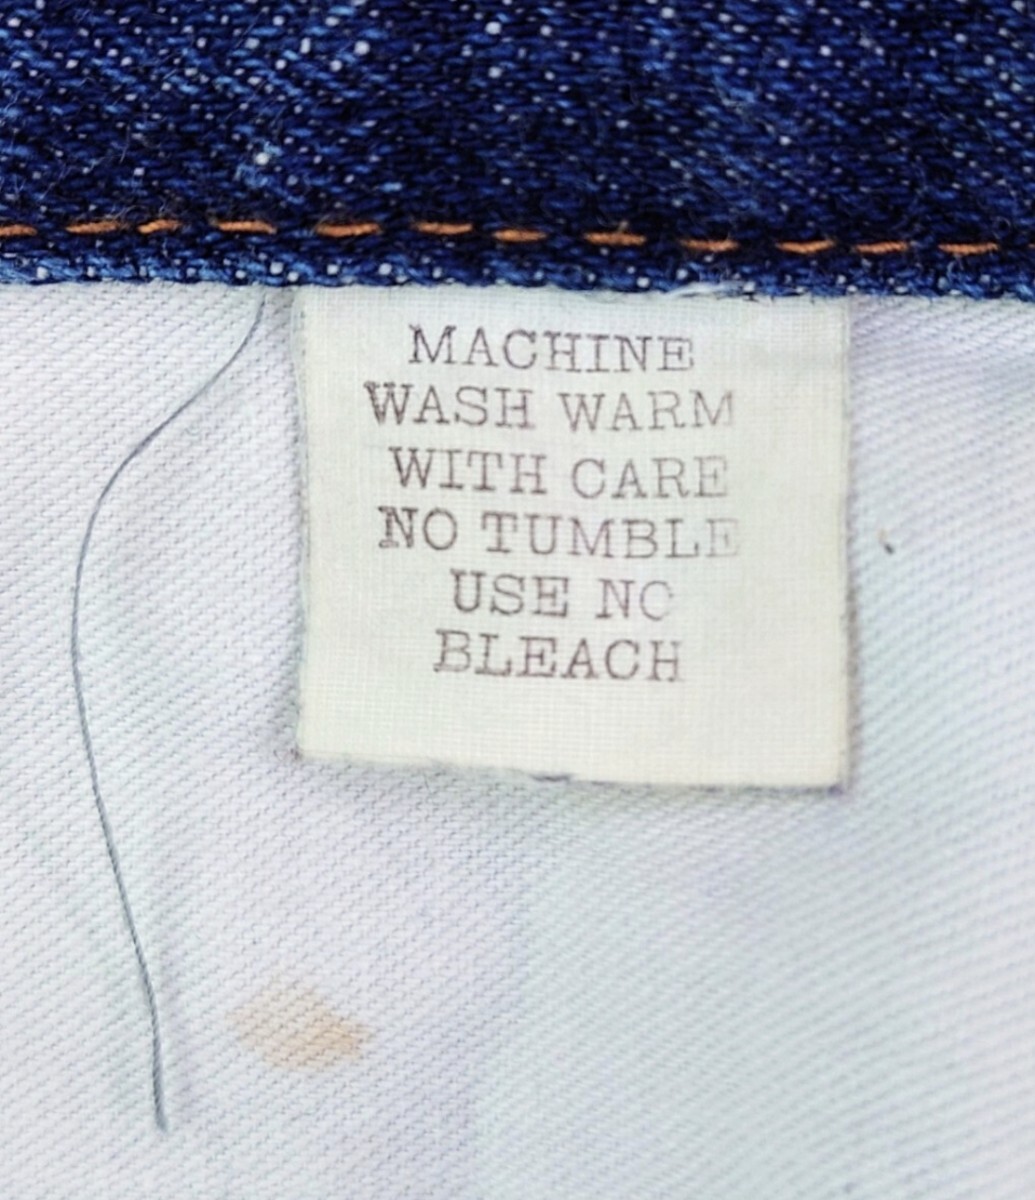 MACHINE
WASH WARM
WITH CARE
NO TUMBLE
USE NO
BLEACH